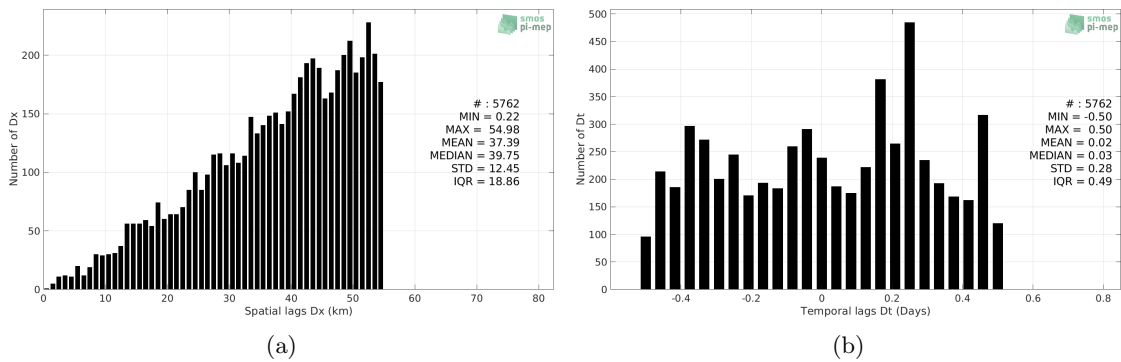 smos
pi-mep
200
150
100
50
0
Number of Dx
# : 5762
MIN = 0.22
MAX = 54.98
MEAN = 37.39
MEDIAN = 39.75
STD = 12.45
IQR = 18.86
0 10 20 30 40 50 60 70 80
Spatial lags Dx (km)
(a)
smos
pi-mep
500
450
400
350
300
250
200
150
100
50
0
Number of Dt
# : 5762
MIN = -0.50
MAX = 0.50
MEAN = 0.02
MEDIAN = 0.03
STD = 0.28
IQR = 0.49
-0.4 -0.2 0 0.2 0.4 0.6 0.8
Temporal lags Dt (Days)
(b)